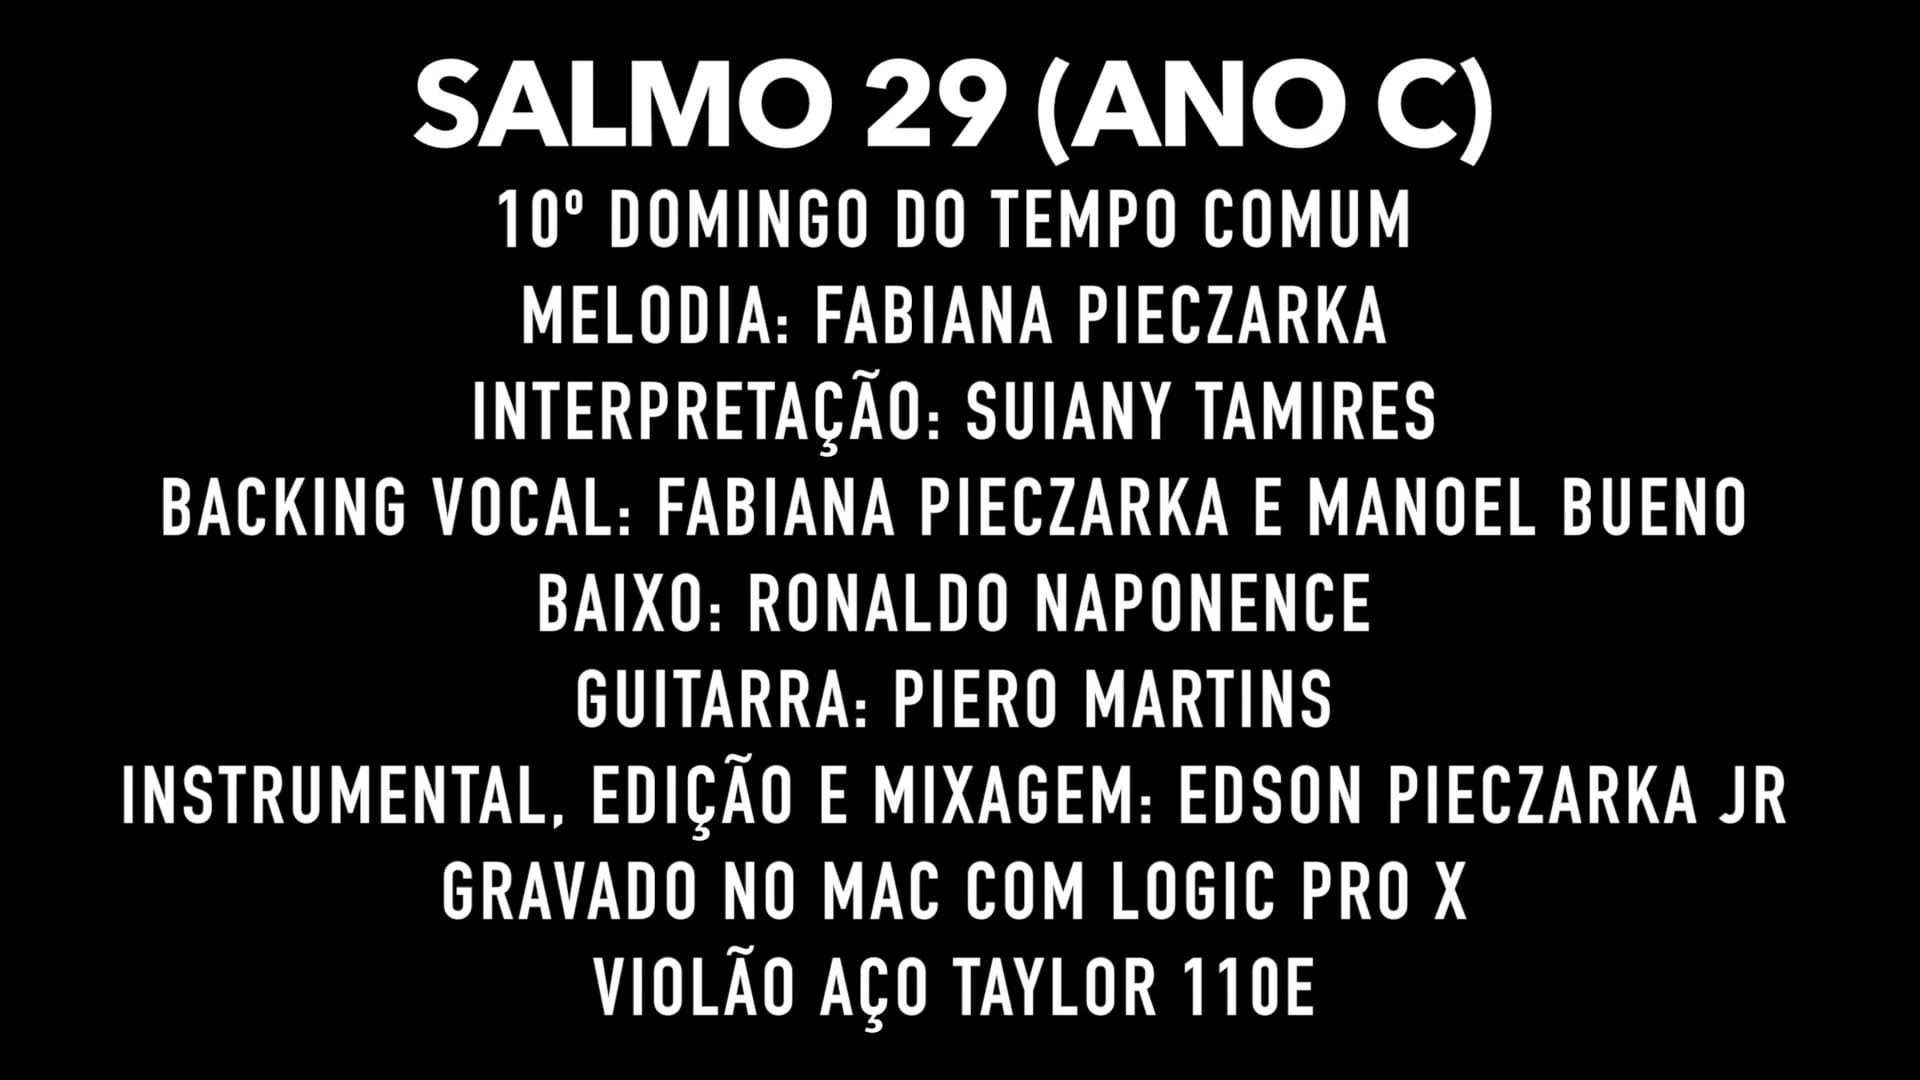 SALMO 29 (ANO C)
10º DOMINGO DO TEMPO COMUM
MELODIA: FABIANA PIECZARKA
INTERPRETAÇÃO: SUIANY TAMIRES
BACKING VOCAL: FABIANA PIECZARKA E MANOEL BUENO
BAIXO: RONALDO NAPONENCE
GUITARRA: PIERO MARTINS
INSTRUMENTAL, EDIÇÃO E MIXAGEM: EDSON PIECZARKA JR
GRAVADO NO MAC COM LOGIC PRO X
VIOLÃO AÇO TAYLOR 110E